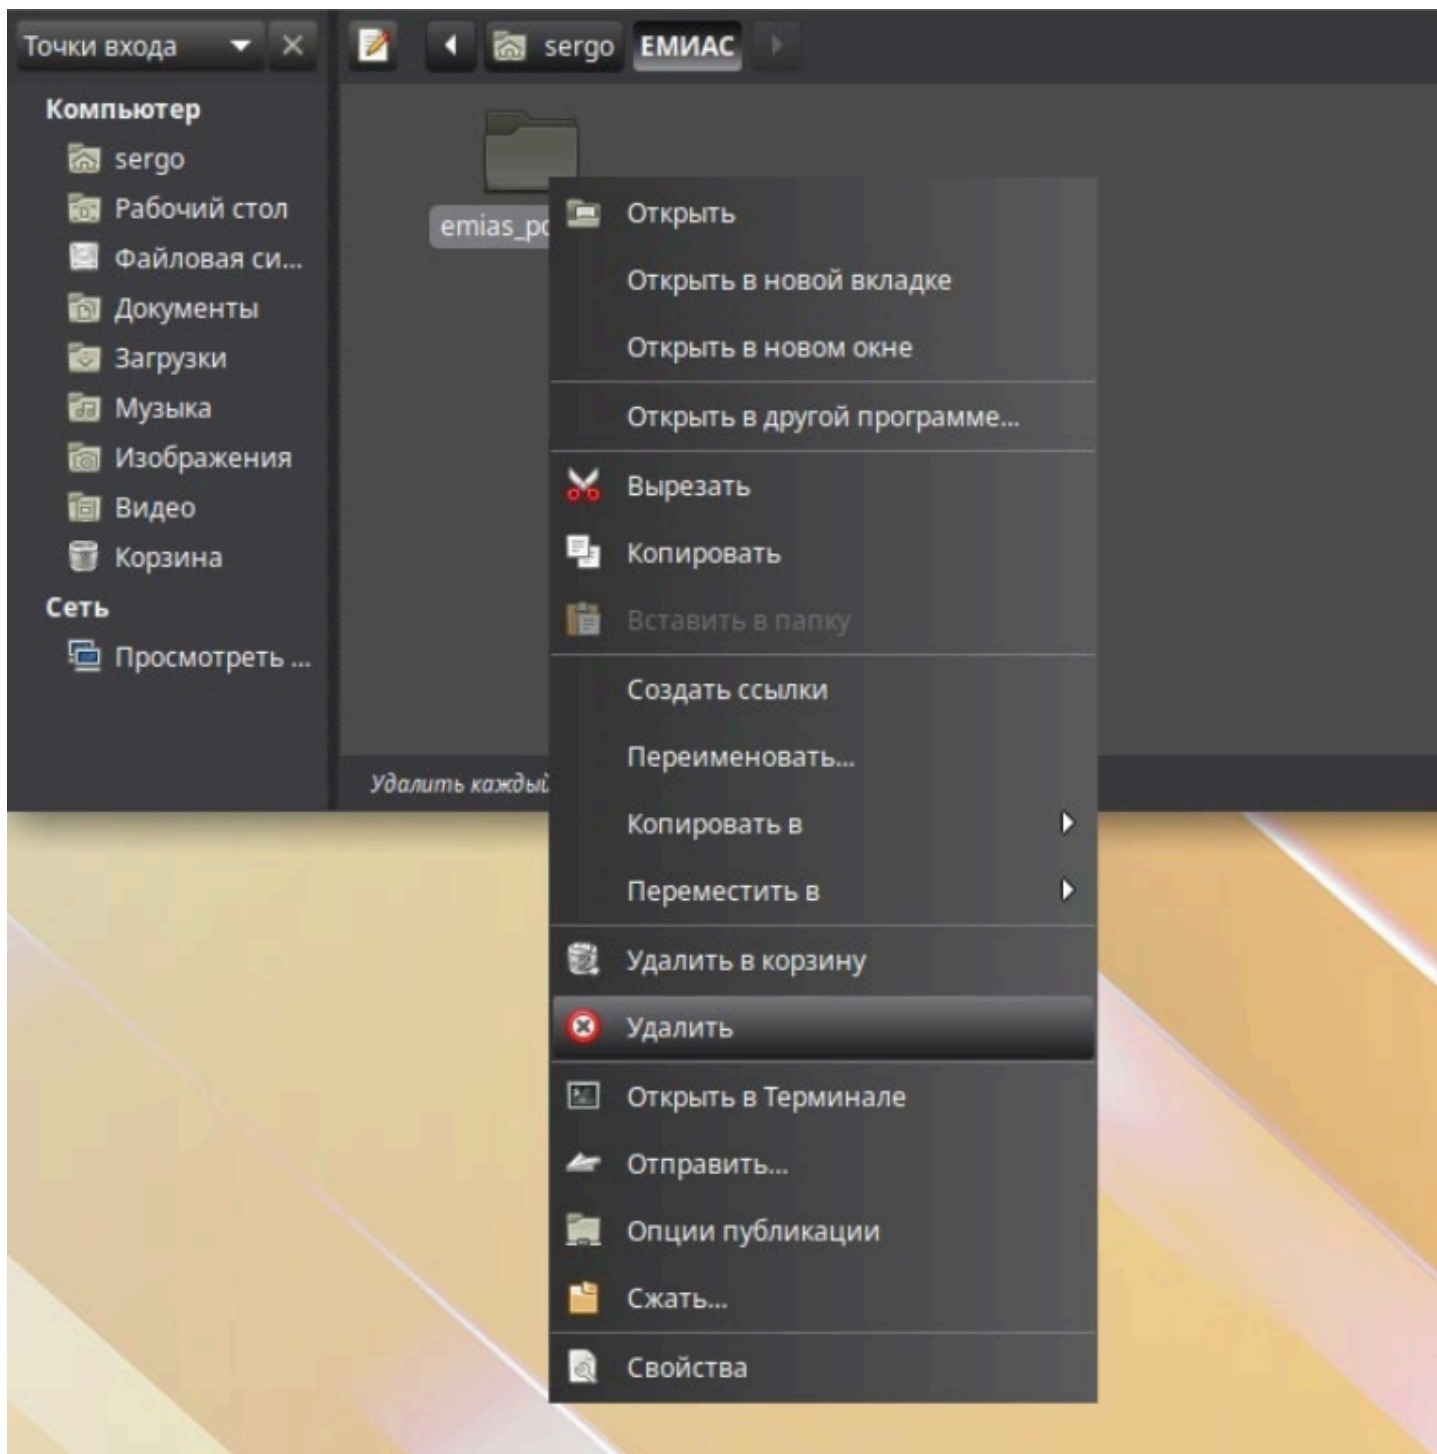 Точки входа
sergo
ЕМИАС
Компьютер
sergo
Рабочий стол
Файловая си...
Документы
Загрузки
Музыка
Изображения
Видео
Корзина
Сеть
Просмотреть ...
Удалить каждый
Открыть
Открыть в новой вкладке
Открыть в новом окне
Открыть в другой программе...
Вырезать
Копировать
Вставить в папку
Создать ссылки
Переименовать...
Копировать в
Переместить в
Удалить в корзину
Удалить
Открыть в Терминале
Отправить...
Опции публикации
Сжать...
Свойства